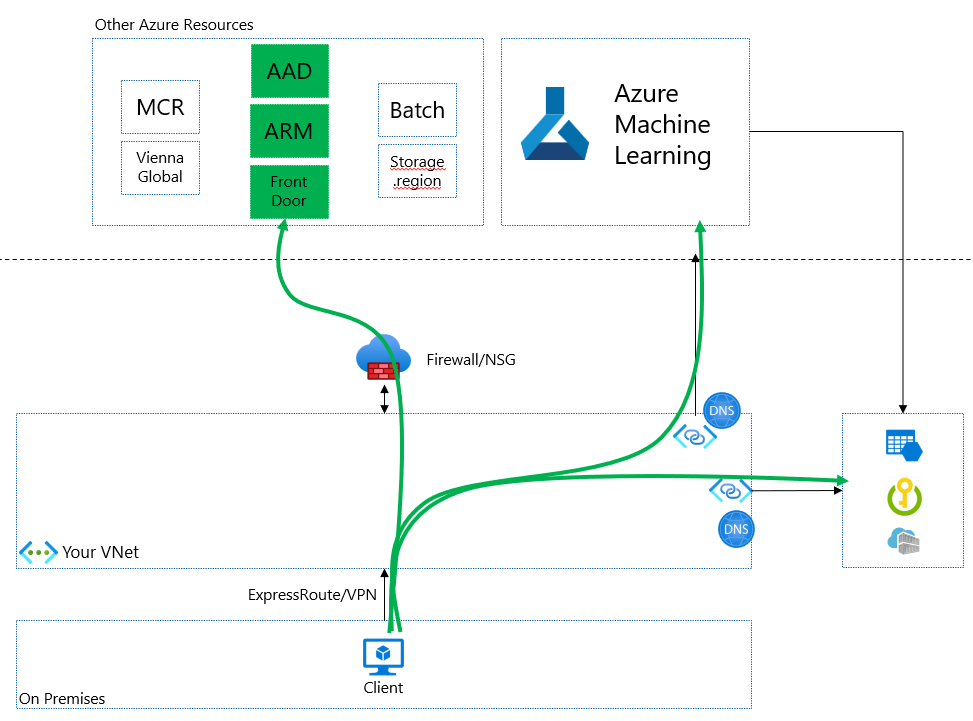 Other Azure Resources
MCR
Vienna
Global
AAD
ARM
Front
Door
Batch
Storage
.region
Azure
Machine
Learning
Firewall/NSG
DNS
DNS
Your VNet
ExpressRoute/VPN
Client
On Premises